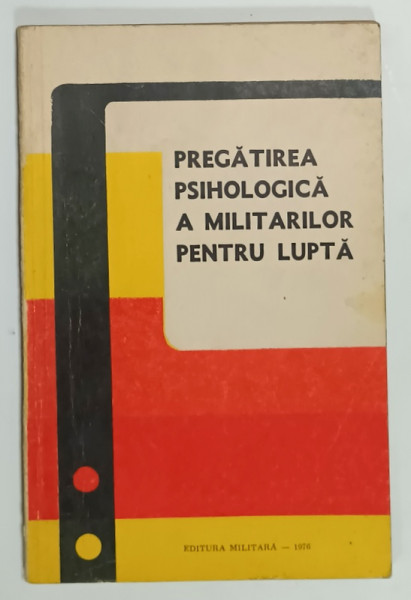 PREGĂTIREA
PSIHOLOGICĂ
A MILITARILOR
PENTRU LUPTĂ
EDITURA MILITARĂ — 1976